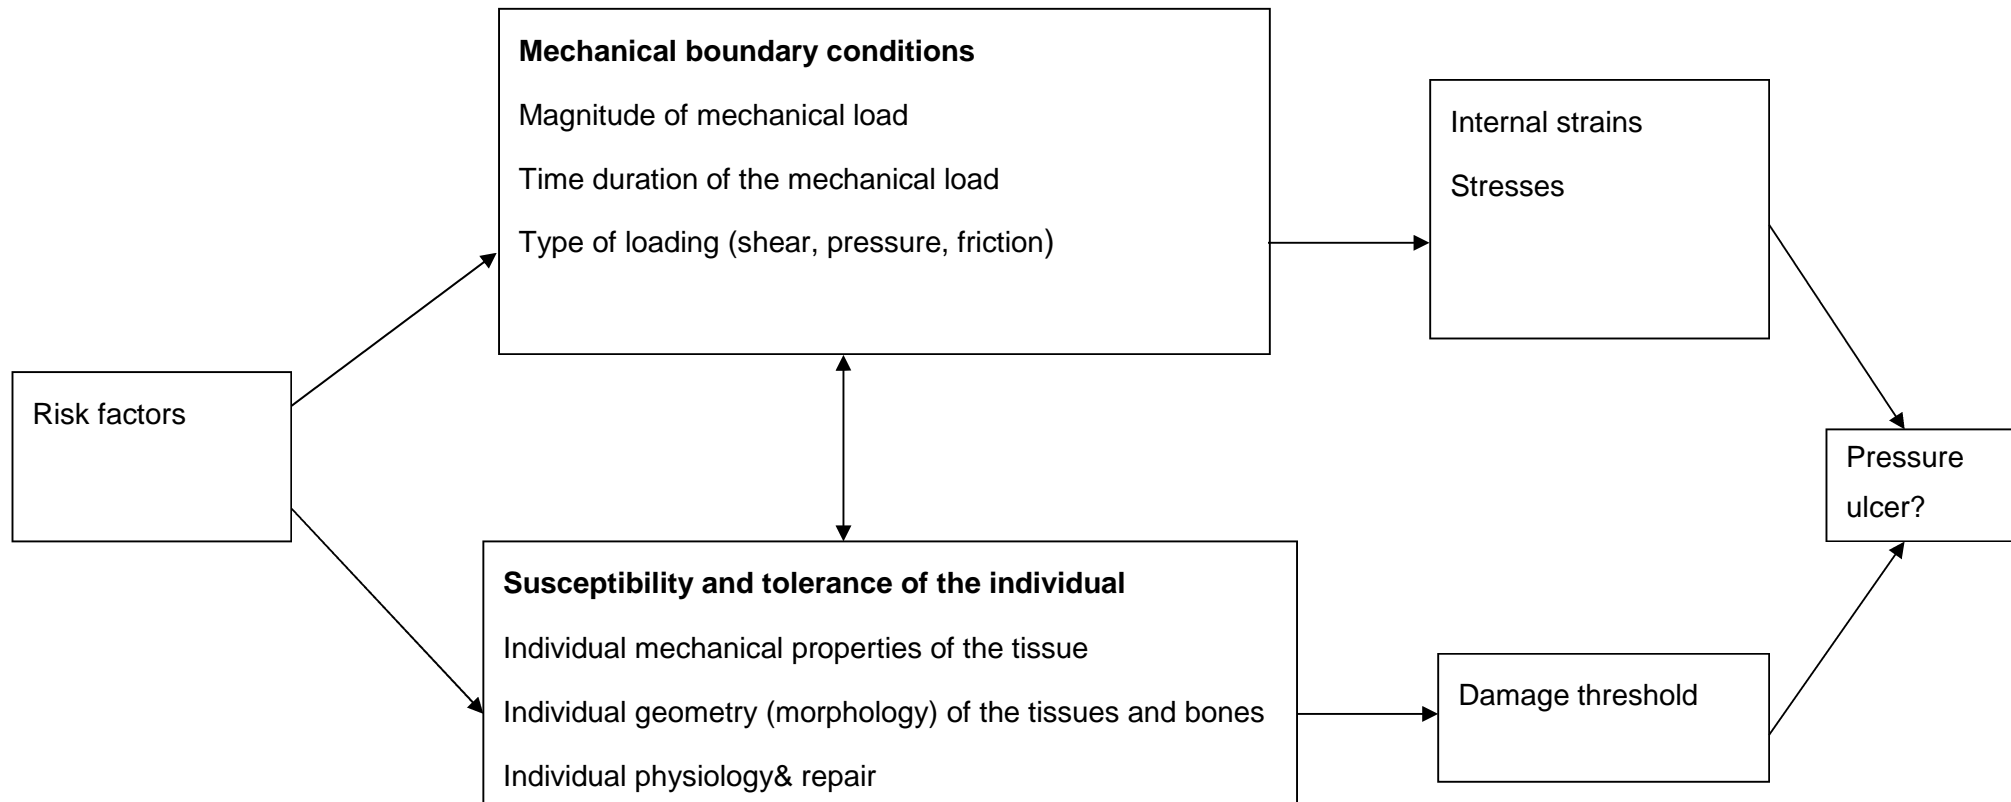 Mechanical boundary conditions
Magnitude of mechanical load
Time duration of the mechanical load
Type of loading (shear, pressure, friction)
Internal strains
Stresses
Risk factors
Pressure
ulcer?
Susceptibility and tolerance of the individual
Individual mechanical properties of the tissue
Individual geometry (morphology) of the tissues and bones
Individual physiology& repair
Damage threshold